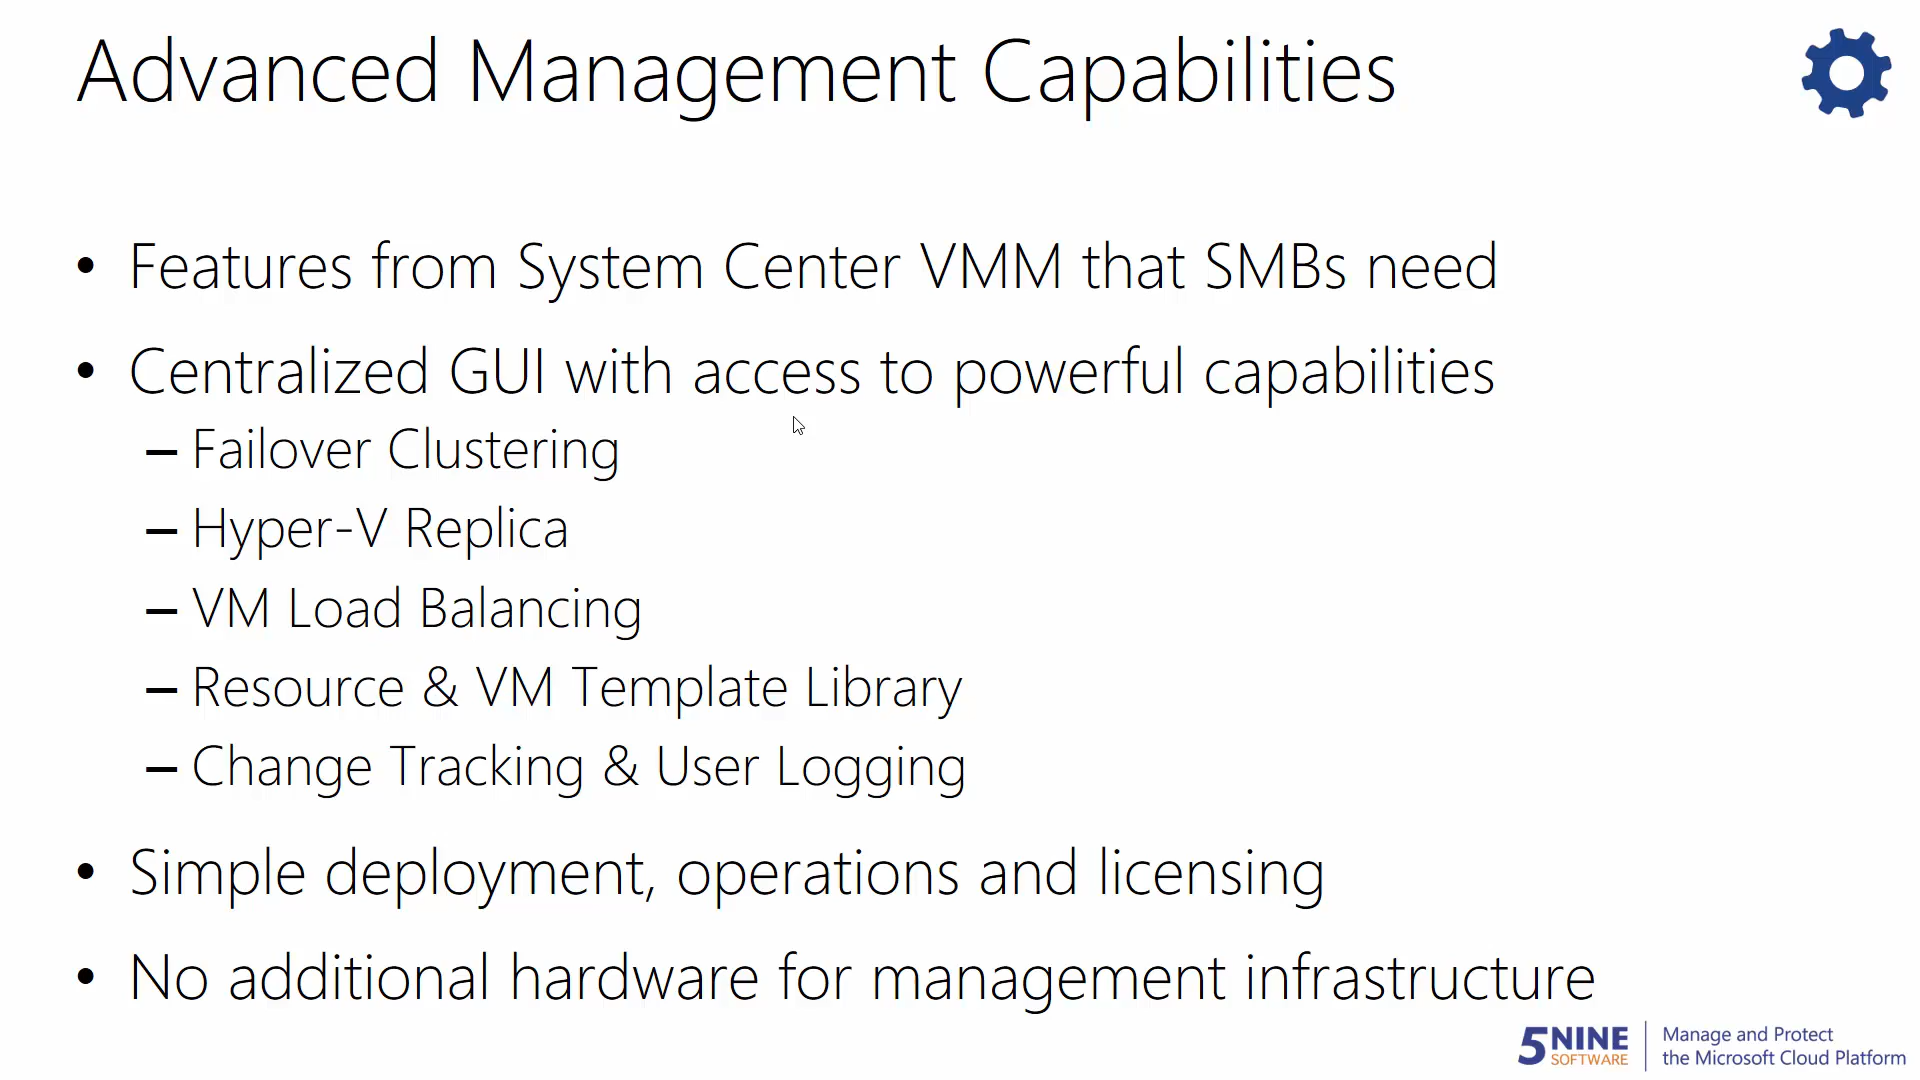 Advanced Management Capabilities
• Features from System Center VMM that SMBs need
• Centralized GUI with access to powerful capabilities
– Failover Clustering
– Hyper-V Replica
– VM Load Balancing
– Resource & VM Template Library
– Change Tracking & User Logging
• Simple deployment, operations and licensing
• No additional hardware for management infrastructure
5NINE SOFTWARE
Manage and Protect
the Microsoft Cloud Platform